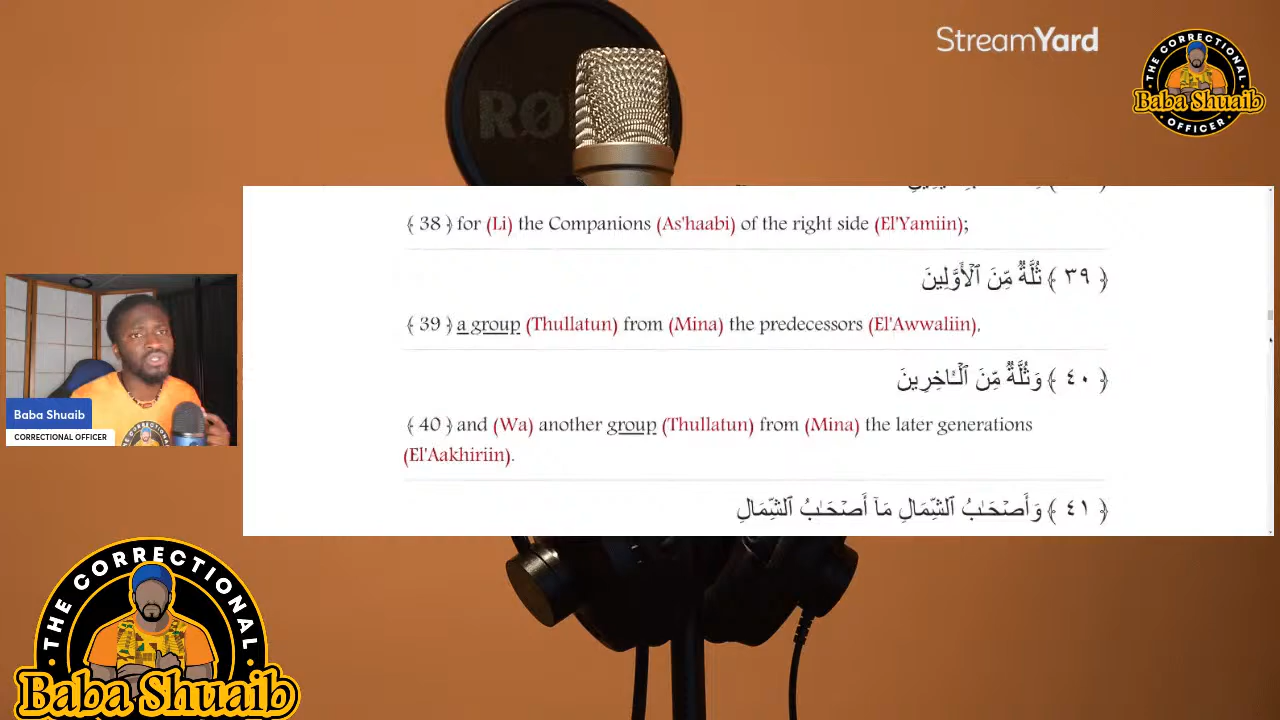 StreamYard
THE CORRECTIONAL
Baba Shuaib
OFFICER
RØ
﴾ 38 ﴿ for (Li) the Companions (As'haabi) of the right side (El'Yamiin);
﴾ ٣٩ ﴿ ثُلَّةٌ مِّنَ ٱلْأَوَّلِينَ
﴾ 39 ﴿ a group (Thullatun) from (Mina) the predecessors (El'Awwaliin),
﴾ ٤٠ ﴿ وَثُلَّةٌ مِّنَ ٱلْـَٔاخِرِينَ
﴾ 40 ﴿ and (Wa) another group (Thullatun) from (Mina) the later generations
(El'Aakhiriin).
﴾ ٤١ ﴿ وَأَصْحَـٰبُ ٱلشِّمَالِ مَآ أَصْحَـٰبُ ٱلشِّمَالِ
Baba Shuaib
CORRECTIONAL OFFICER
THE CORRECTIONAL
Baba Shuaib